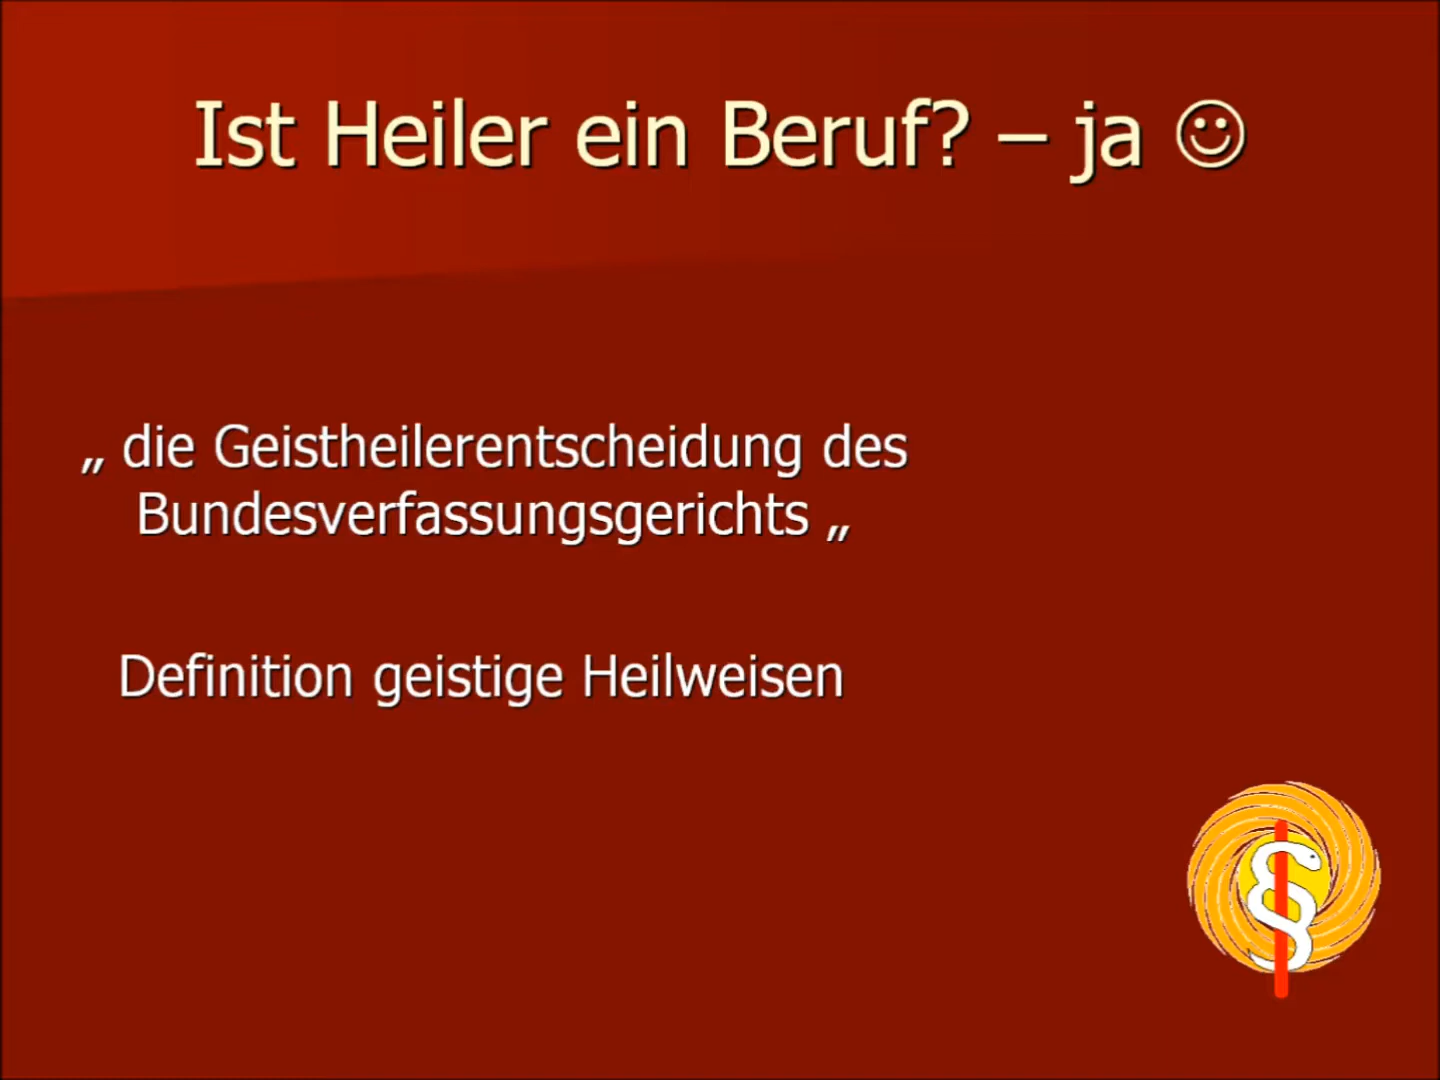 Ist Heiler ein Beruf? – ja ☺
„ die Geistheilerentscheidung des
Bundesverfassungsgerichts „
Definition geistige Heilweisen